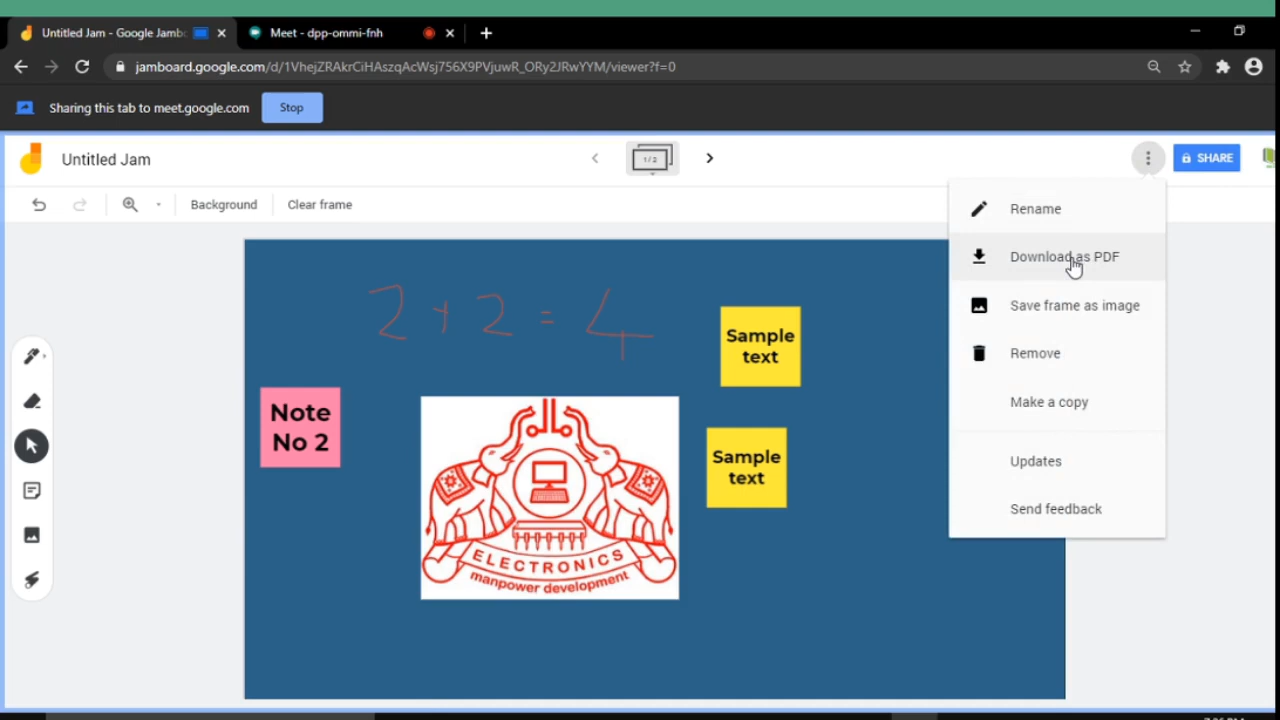 Untitled Jam - Google Jamb
Meet - dpp-ommi-fnh
jamboard.google.com/d/1VhejZRAkrCiHAszqAcWsj756X9PVjuwR_ORy2JRwYYM/viewer?f=0
Sharing this tab to meet.google.com
Stop
Untitled Jam
1/2
SHARE
Background
Clear frame
Rename
Download as PDF
Save frame as image
Remove
Make a copy
Updates
Send feedback
2 + 2 = 4
Sample
text
Note
No 2
Sample
text
ELECTRONICS
manpower development